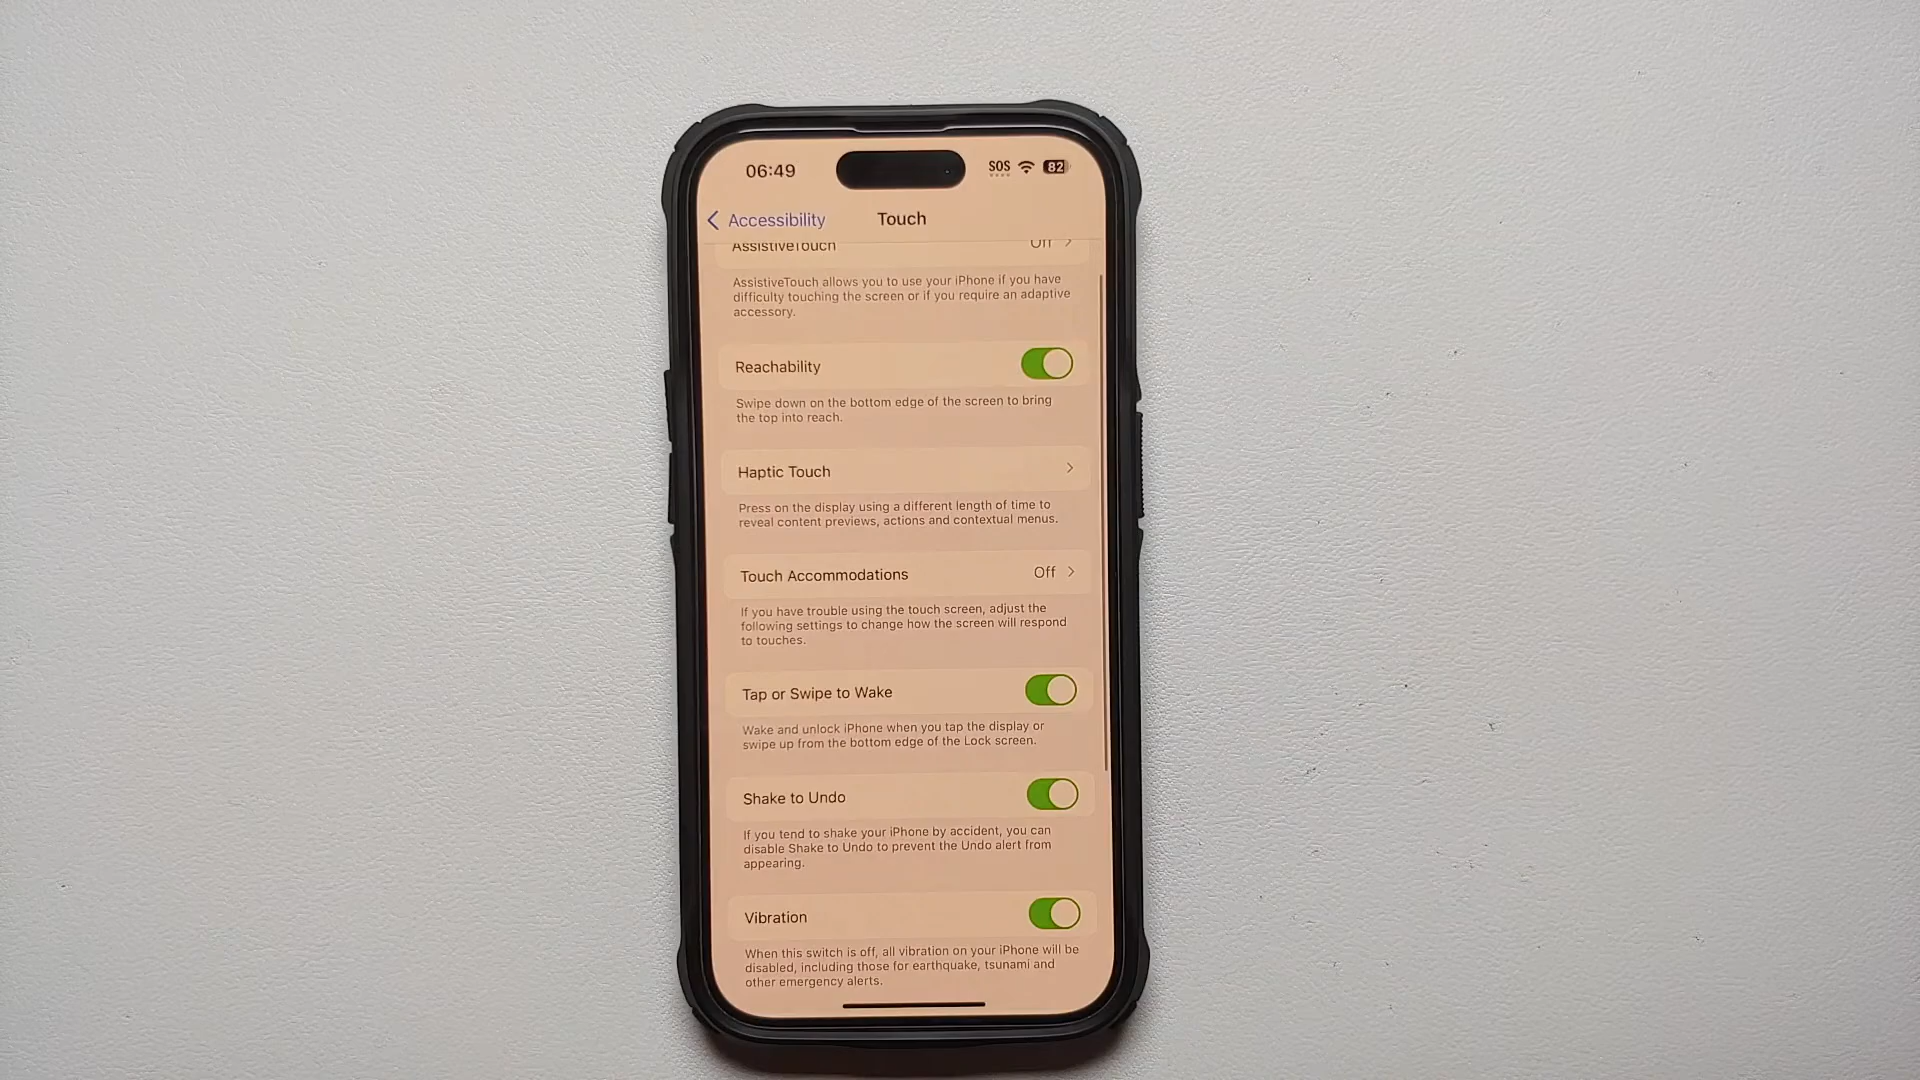 06:49 SOS 82
Accessibility Touch
AssistiveTouch Off
AssistiveTouch allows you to use your iPhone if you have
difficulty touching the screen or if you require an adaptive
accessory.
Reachability
Swipe down on the bottom edge of the screen to bring
the top into reach.
Haptic Touch
Press on the display using a different length of time to
reveal content previews, actions and contextual menus.
Touch Accommodations Off
If you have trouble using the touch screen, adjust the
following settings to change how the screen will respond
to touches.
Tap or Swipe to Wake
Wake and unlock iPhone when you tap the display or
swipe up from the bottom edge of the Lock screen.
Shake to Undo
If you tend to shake your iPhone by accident, you can
disable Shake to Undo to prevent the Undo alert from
appearing.
Vibration
When this switch is off, all vibration on your iPhone will be
disabled, including those for earthquake, tsunami and
other emergency alerts.